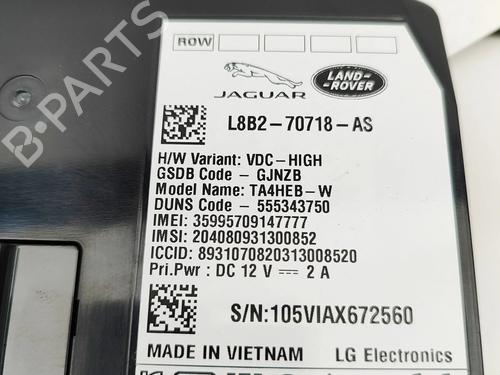 ROW
JAGUAR
LAND-
ROVER
L8B2-70718-AS
H/W Variant: VDC-HIGH
GSDB Code - GJNZB
Model Name: TA4HEB-W
DUNS Code - 555343750
IMEI: 35995709147777
IMSI: 204080931300852
ICCID: 8931070820313008520
Pri.Pwr : DC 12 V ⎓ 2 A
S/N:105VIAX672560
MADE IN VIETNAM LG Electronics
B-PARTS